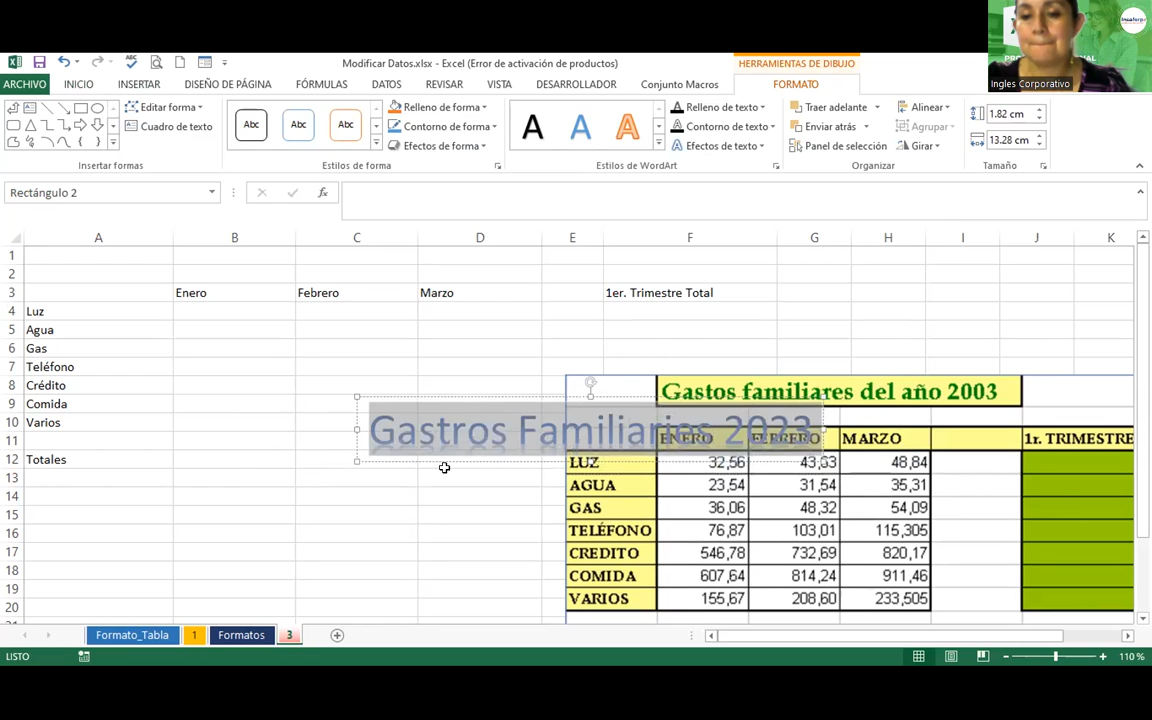 Modificar Datos.xlsx - Excel (Error de activación de productos)
HERRAMIENTAS DE DIBUJO
ARCHIVO INICIO INSERTAR DISEÑO DE PÁGINA FÓRMULAS DATOS REVISAR VISTA DESARROLLADOR Conjunto Macros FORMATO
Ingles Corporativo
Editar forma
Cuadro de texto
Insertar formas
Abc Abc Abc
Relleno de forma
Contorno de forma
Efectos de forma
Estilos de forma
A A A
Relleno de texto
Contorno de texto
Efectos de texto
Estilos de WordArt
Traer adelante
Enviar atrás
Panel de selección
Alinear
Agrupar
Girar
Organizar
1.82 cm
13.28 cm
Tamaño
Rectángulo 2
fx
A B C D E F G H I J K
1
2
3 Enero Febrero Marzo 1er. Trimestre Total
4 Luz
5 Agua
6 Gas
7 Teléfono
8 Crédito
9 Comida
10 Varios
11
12 Totales
13
14
15
16
17
18
19
20
Gastros Familiaries 2023
Gastos familiares del año 2003
ENERO FEBRERO MARZO 1r. TRIMESTRE
LUZ 32,56 43,63 48,84
AGUA 23,54 31,54 35,31
GAS 36,06 48,32 54,09
TELÉFONO 76,87 103,01 115,305
CREDITO 546,78 732,69 820,17
COMIDA 607,64 814,24 911,46
VARIOS 155,67 208,60 233,505
Formato_Tabla 1 Formatos 3
LISTO
110 %